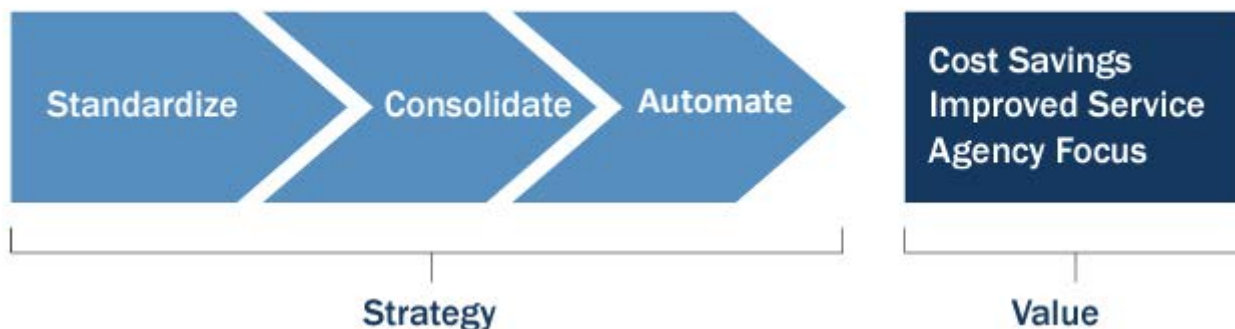 Standardize
Consolidate
Automate
Cost Savings
Improved Service
Agency Focus
Strategy
Value